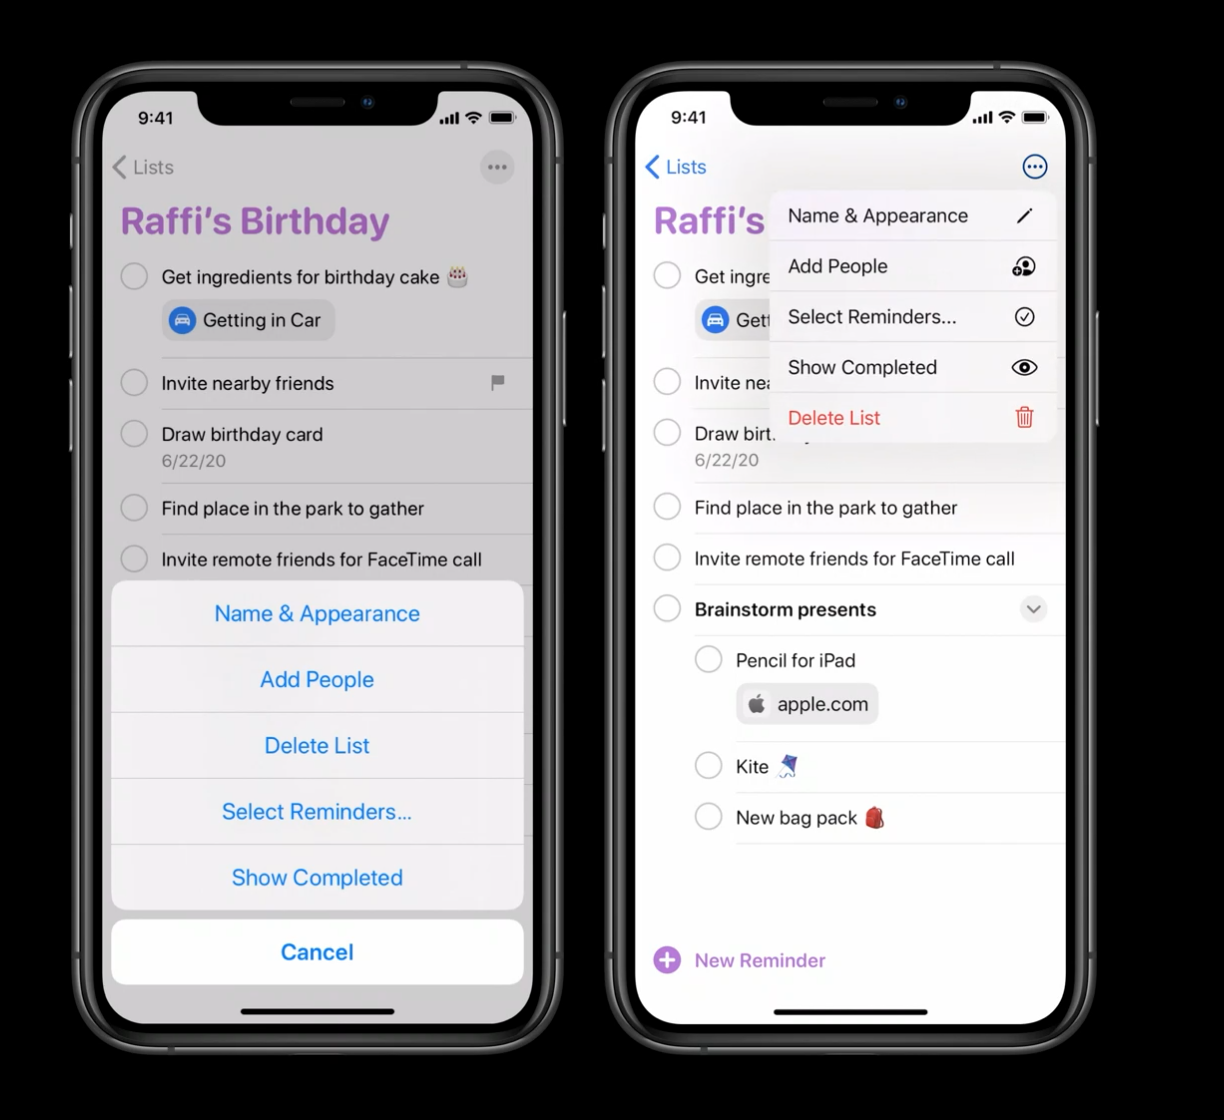 9:41
Lists
Raffi’s Birthday
Get ingredients for birthday cake
Getting in Car
Invite nearby friends
Draw birthday card
6/22/20
Find place in the park to gather
Invite remote friends for FaceTime call
Name & Appearance
Add People
Delete List
Select Reminders...
Show Completed
Cancel
9:41
Lists
Raffi’s
Name & Appearance
Add People
Select Reminders...
Show Completed
Delete List
Get ingre
Gett
Invite nea
Draw birt
6/22/20
Find place in the park to gather
Invite remote friends for FaceTime call
Brainstorm presents
Pencil for iPad
apple.com
Kite
New bag pack
New Reminder